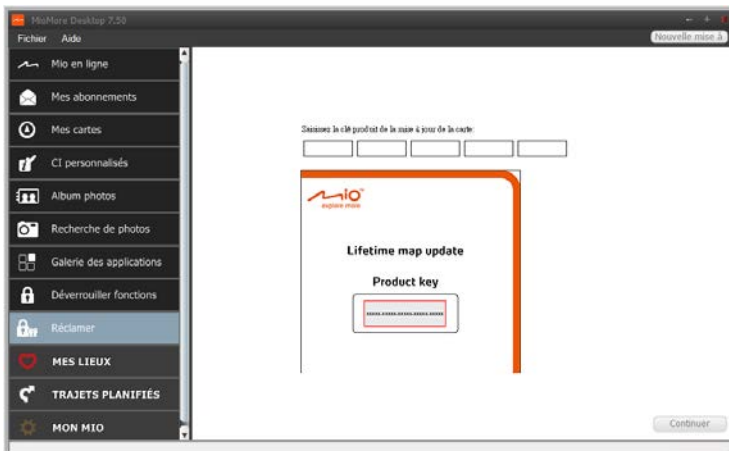 MioMore Desktop 7.50
Fichier Aide
Nouvelle mise à
Mio en ligne
Mes abonnements
Mes cartes
CI personnalisés
Album photos
Recherche de photos
Galerie des applications
Déverrouiller fonctions
Réclamer
MES LIEUX
TRAJETS PLANIFIÉS
MON MIO
Saisissez la clé produit de la mise à jour de la carte:
Mio
explore more
Lifetime map update
Product key
Continuer